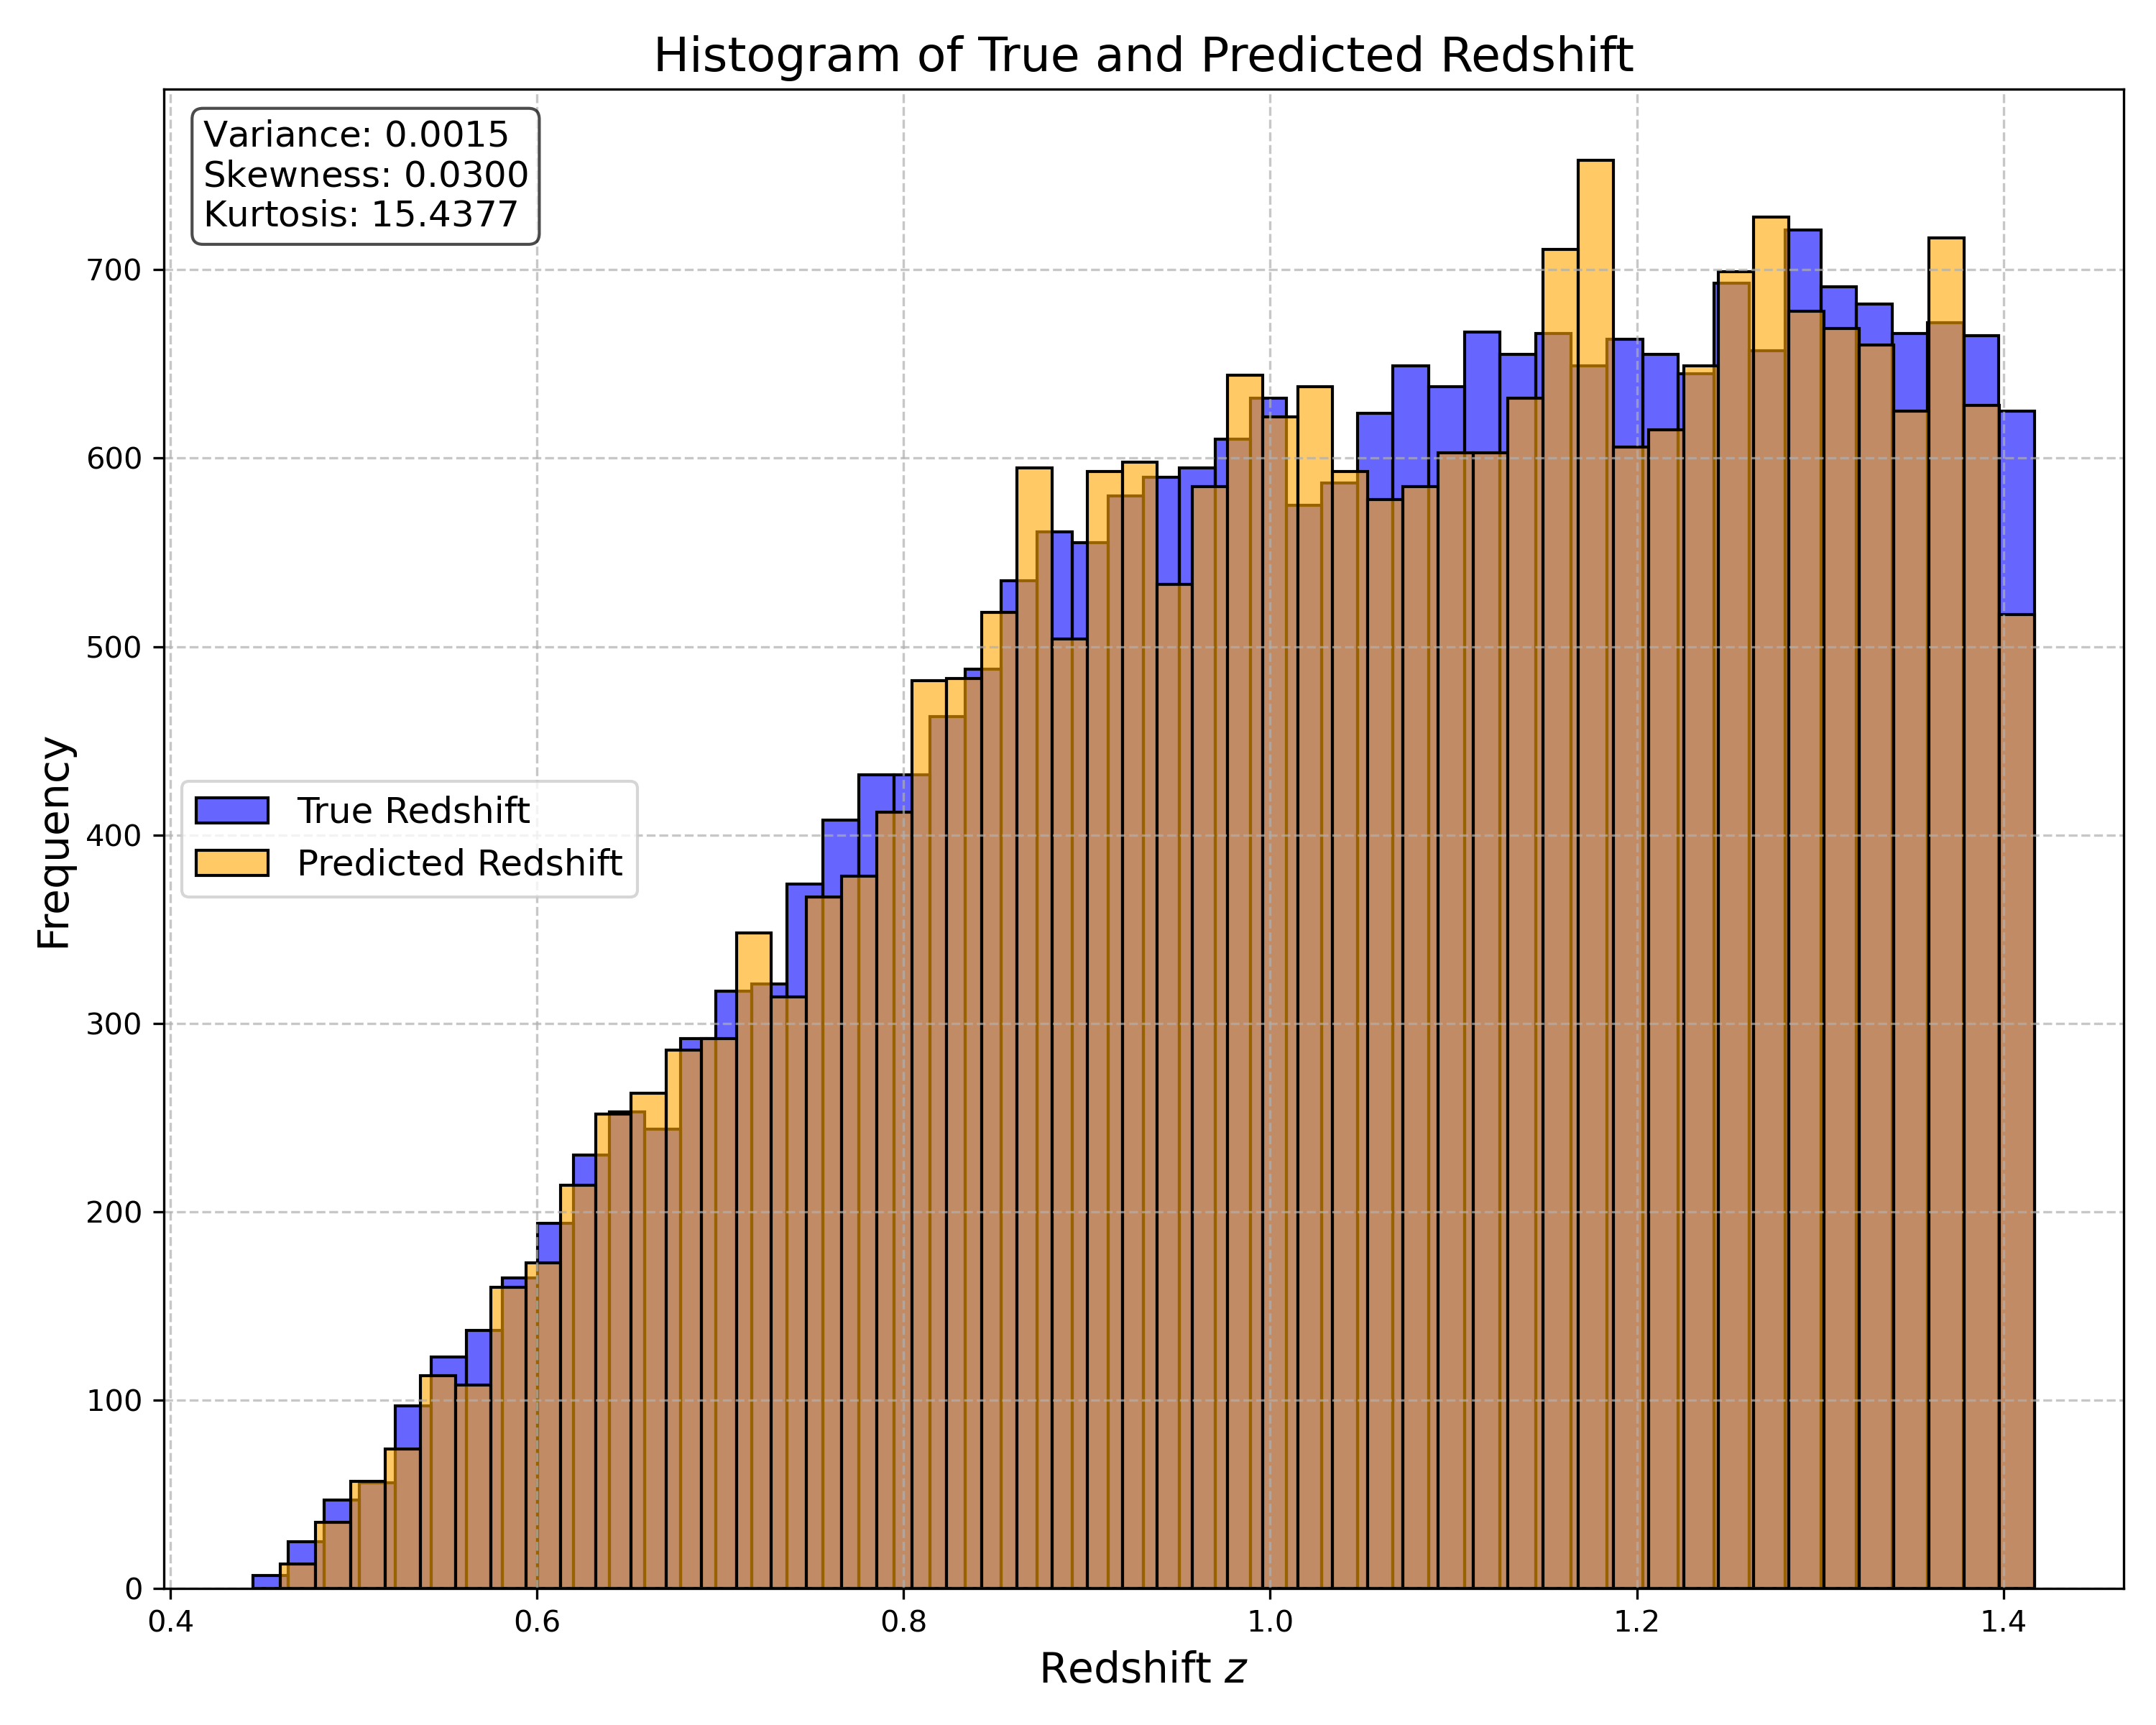 Histogram of True and Predicted Redshift
Variance: 0.0015
Skewness: 0.0300
Kurtosis: 15.4377
700
600
500
400
300
200
100
0
Frequency
True Redshift
Predicted Redshift
0.4 0.6 0.8 1.0 1.2 1.4
Redshift z